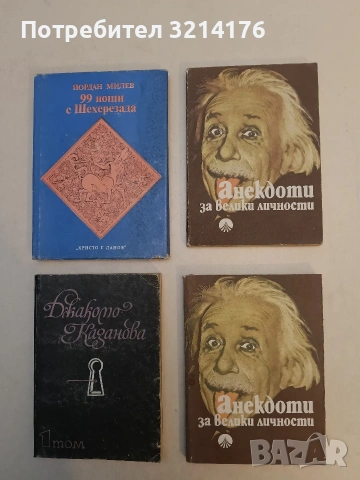 Потребител 3214176
ЙОРДАН МИЛЕВ
99 нощи
с Шехерезада
„ХРИСТО Г. ДАНОВ“
Анекдоти
за велики личности
Джакомо
Казанова
1 том
Анекдоти
за велики личности
BAZAR